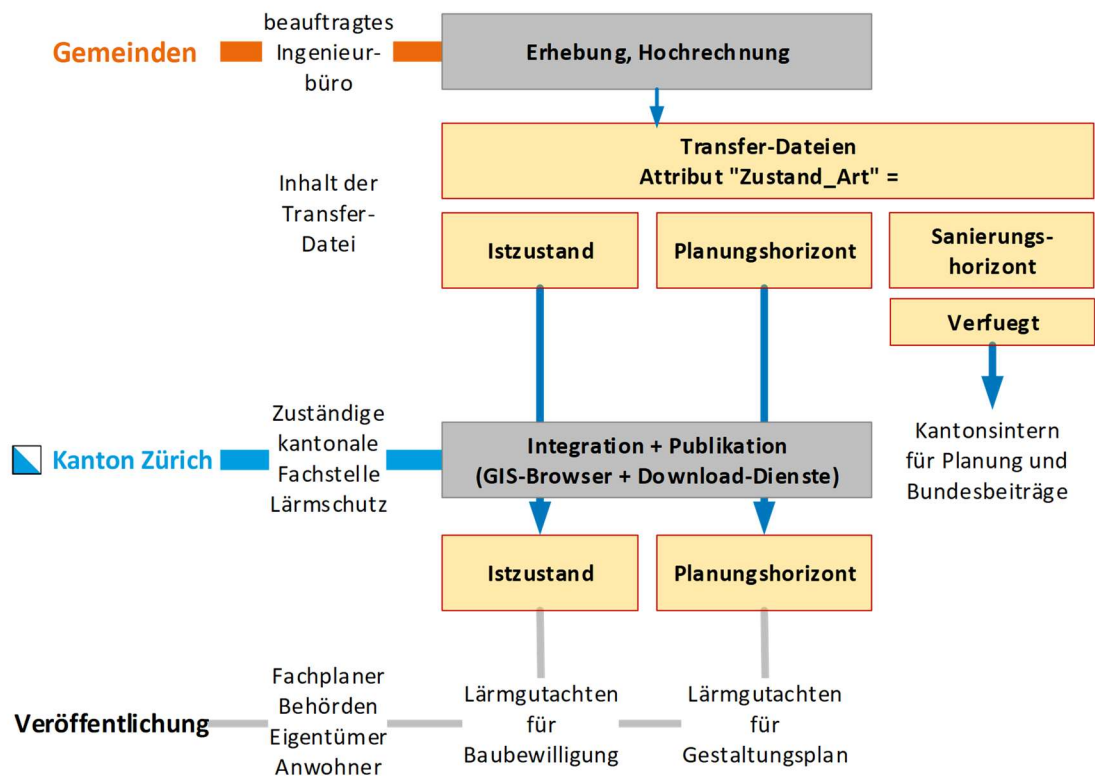 Gemeinden
beauftragtes
Ingenieur-
büro
Erhebung, Hochrechnung
Transfer-Dateien
Attribut "Zustand_Art" =
Inhalt der
Transfer-
Datei
Istzustand
Planungshorizont
Sanierungs-
horizont
Verfuegt
Kanton Zürich
Zuständige
kantonale
Fachstelle
Lärmschutz
Integration + Publikation
(GIS-Browser + Download-Dienste)
Kantonsintern
für Planung und
Bundesbeiträge
Istzustand
Planungshorizont
Veröffentlichung
Fachplaner
Behörden
Eigentümer
Anwohner
Lärmgutachten
für
Baubewilligung
Lärmgutachten
für
Gestaltungsplan